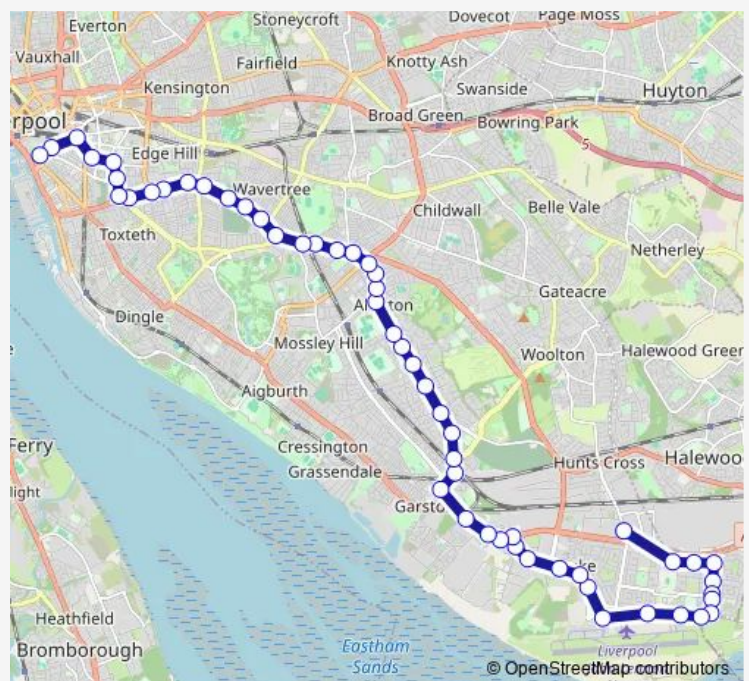 Stoneycroft
Dovecot
Page Moss
Everton
Vauxhall
Fairfield
Knotty Ash
Kensington
Swanside
Huyton
rpool
Broad Green
Bowring Park
5
Edge Hill
Wavertree
Childwall
Belle Vale
Toxteth
Netherley
Dingle
Gateacre
Mossley Hill
Woolton
Halewood Green
Aigburth
Ferry
Cressington
Grassendale
Hunts Cross
Halewoo
light
Garsto
Heathfield
Bromborough
Eastham
Sands
Liverpool
© OpenStreetMap contributors